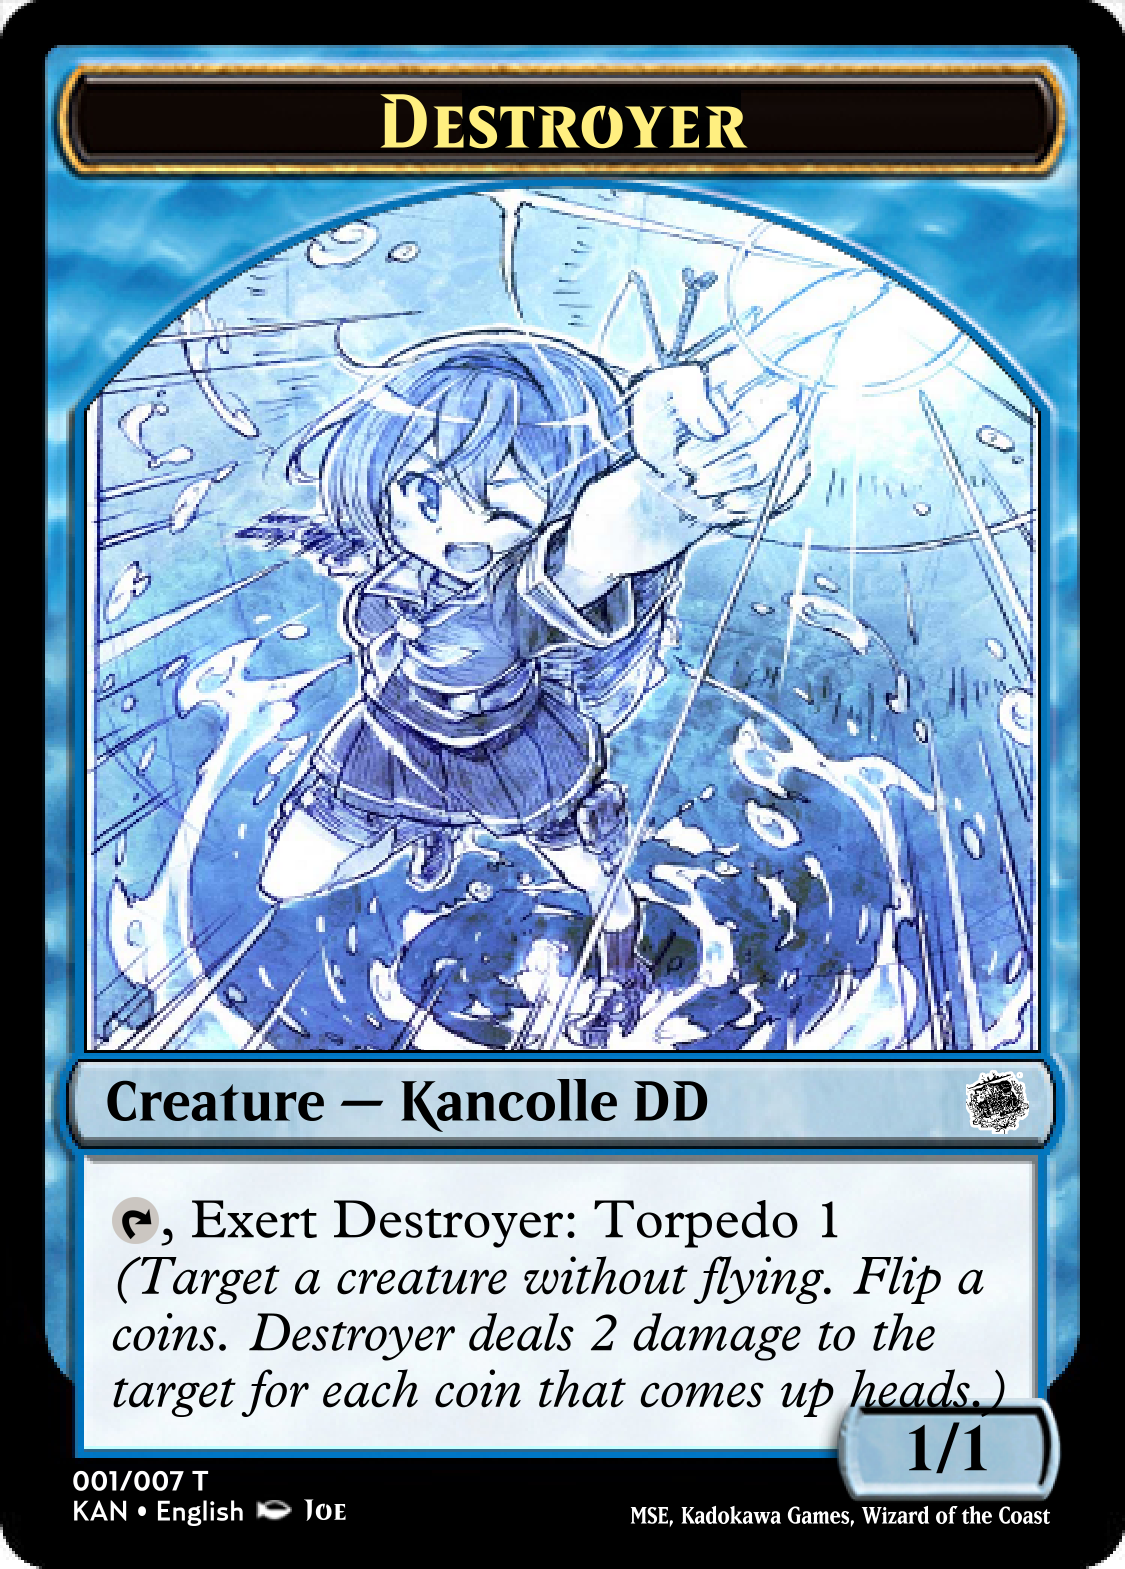 Destroyer
Creature — Kancolle DD
, Exert Destroyer: Torpedo 1
(Target a creature without flying. Flip a
coins. Destroyer deals 2 damage to the
target for each coin that comes up heads.)
1/1
001/007 T
KAN • English Joe
MSE, Kadokawa Games, Wizard of the Coast